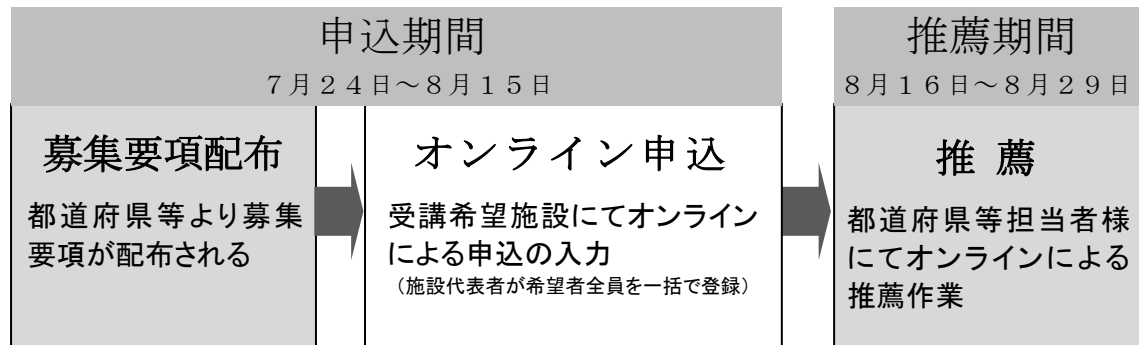 申込期間
7月24日~8月15日
推薦期間
8月16日~8月29日
募集要項配布
都道府県等より募集
要項が配布される
オンライン申込
受講希望施設にてオンライン
による申込の入力
（施設代表者が希望者全員を一括で登録）
推 薦
都道府県等担当者様
にてオンラインによる
推薦作業